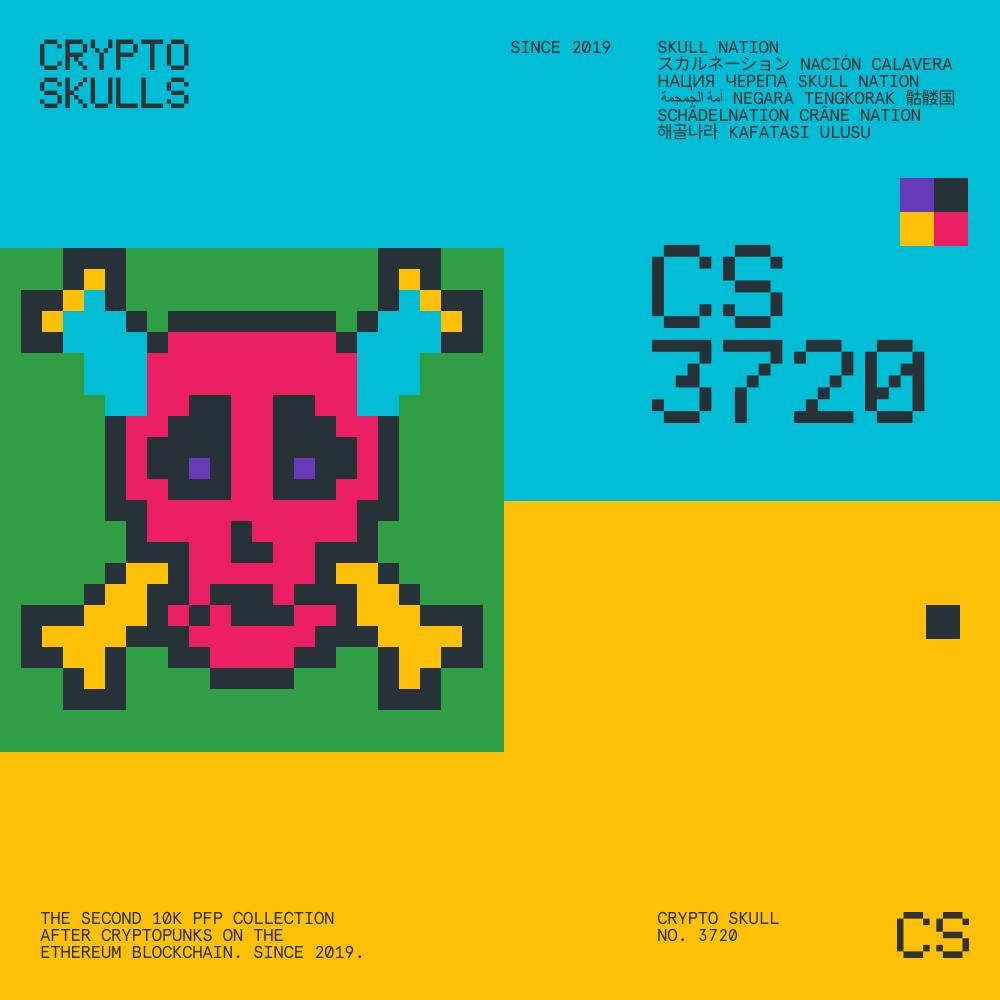 CRYPTO
SKULLS
SINCE 2019
SKULL NATION
スカルネーション NACIÓN CALAVERA
НАЦИЯ ЧЕРЕПА SKULL NATION
أمة الجمجمة NEGARA TENGKORAK 骷髅国
SCHÄDELNATION CRÂNE NATION
해골나라 KAFATASI ULUSU
CS
3720
THE SECOND 10K PFP COLLECTION
AFTER CRYPTOPUNKS ON THE
ETHEREUM BLOCKCHAIN. SINCE 2019.
CRYPTO SKULL
NO. 3720
CS